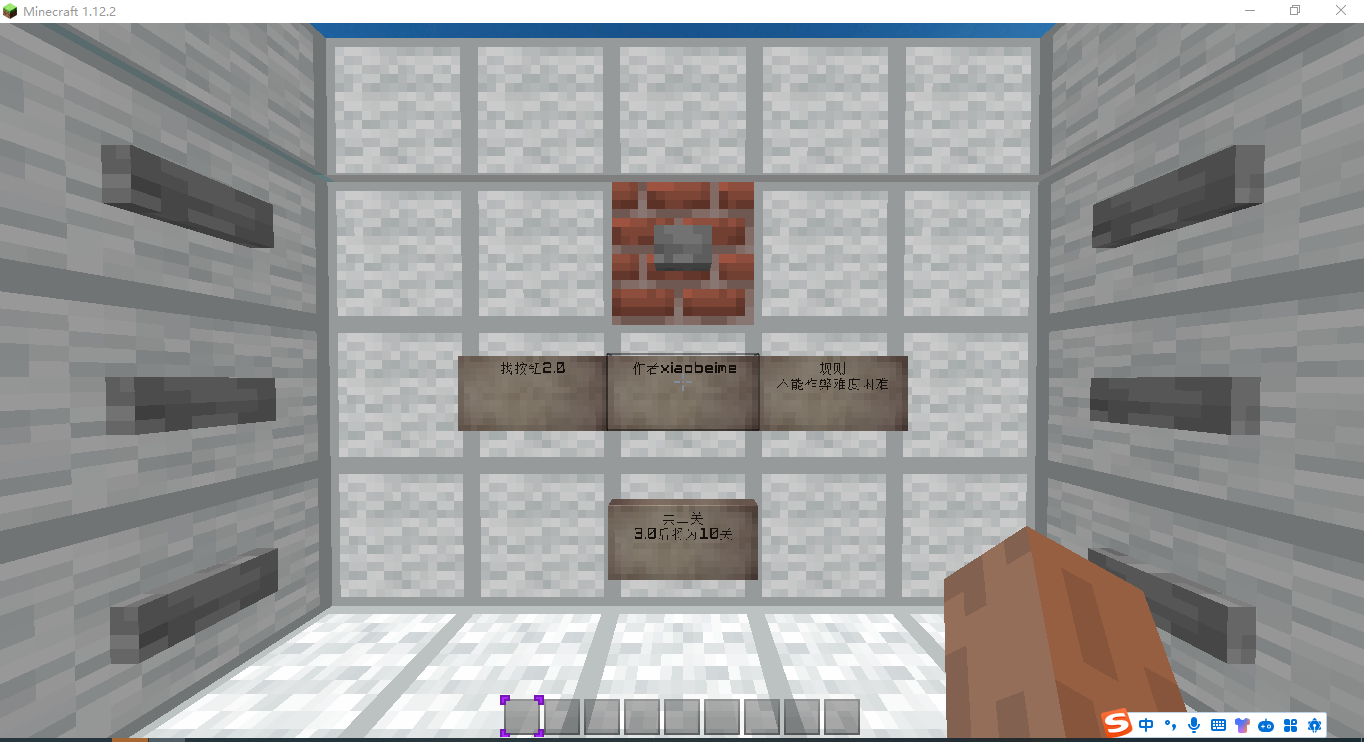 Minecraft 1.12.2
找按钮2.0
作者xiaobeime
规则
不能作弊难度困难
共二关
3.0后将为10关
中